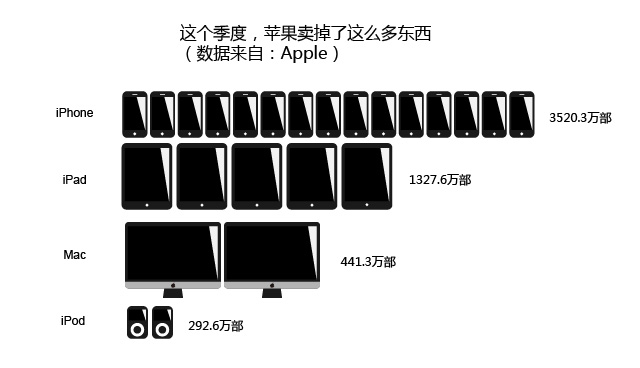 这个季度，苹果卖掉了这么多东西
（数据来自：Apple）
iPhone 3520.3万部
iPad 1327.6万部
Mac 441.3万部
iPod 292.6万部